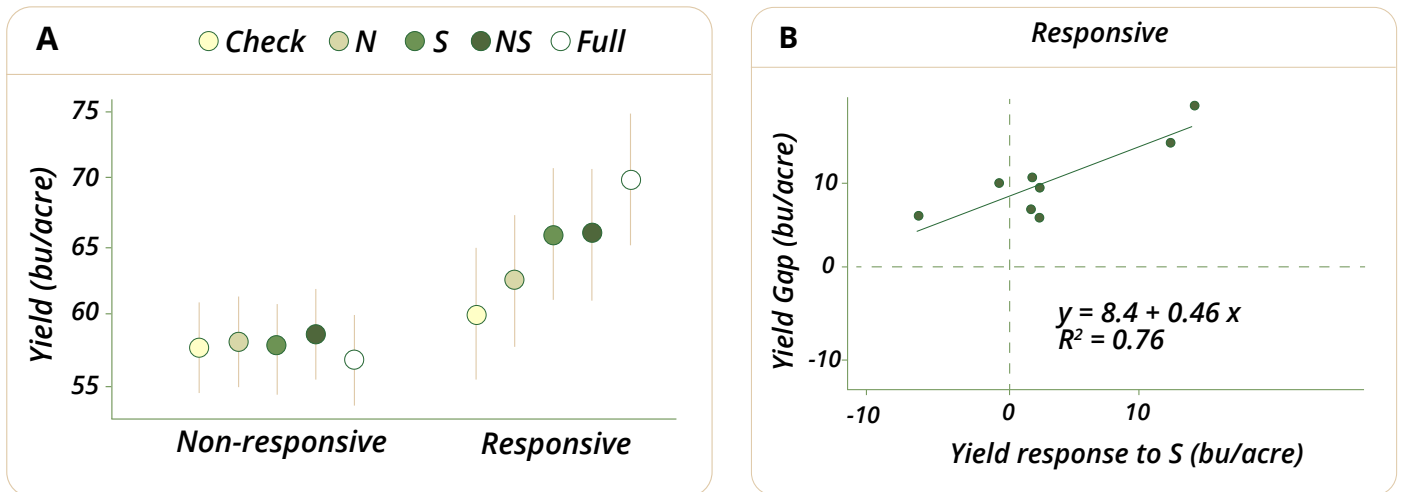 A
Check N S NS Full
Yield (bu/acre)
75
70
65
60
55
Non-responsive Responsive
B
Responsive
Yield Gap (bu/acre)
10
0
-10
y = 8.4 + 0.46 x
R² = 0.76
-10 0 10
Yield response to S (bu/acre)